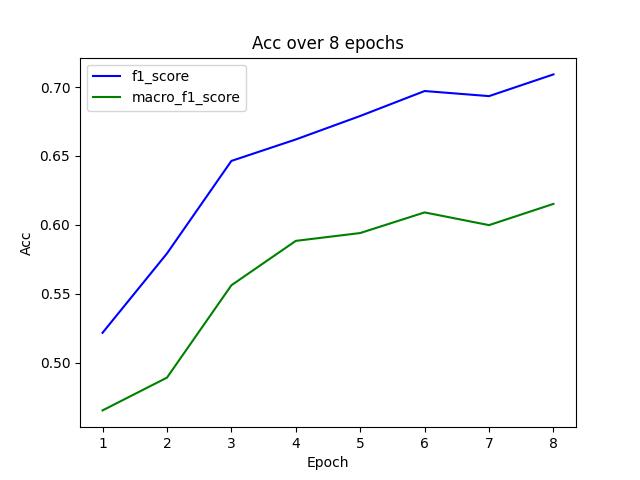 Acc over 8 epochs
f1_score
macro_f1_score
0.70
0.65
0.60
0.55
0.50
Acc
1 2 3 4 5 6 7 8
Epoch